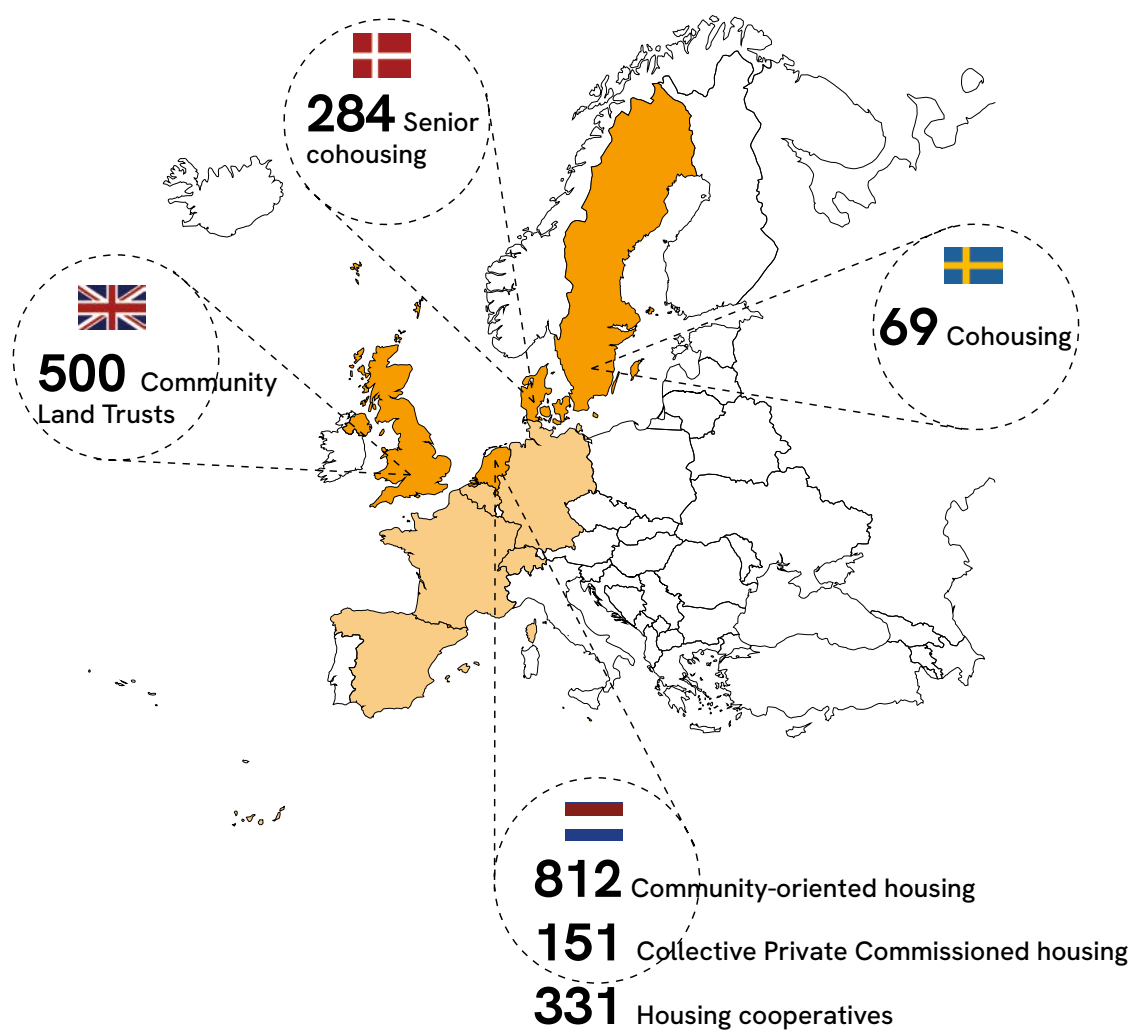 284 Senior
cohousing
69 Cohousing
500 Community
Land Trusts
812 Community-oriented housing
151 Collective Private Commissioned housing
331 Housing cooperatives